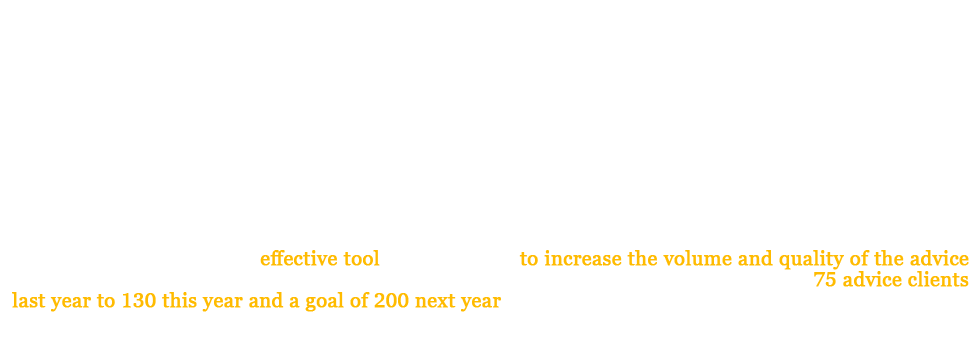 effective tool to increase the volume and quality of the advice
75 advice clients
last year to 130 this year and a goal of 200 next year